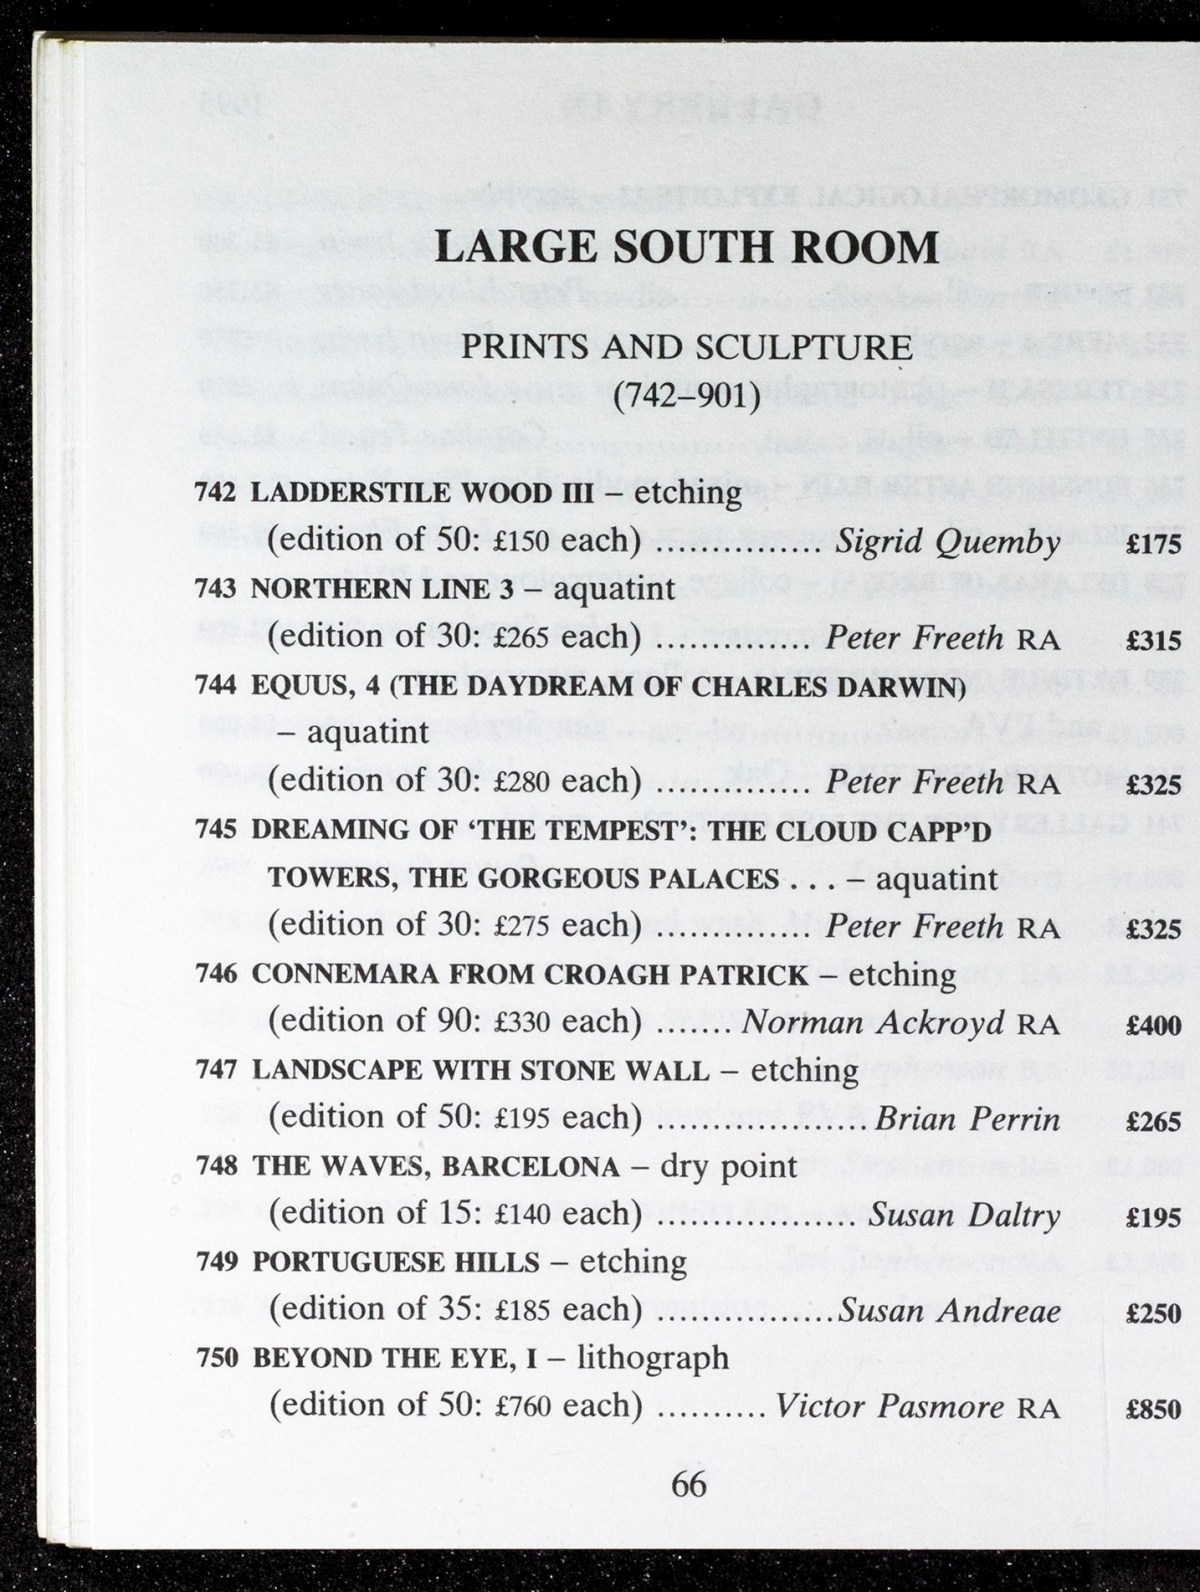 LARGE SOUTH ROOM
PRINTS AND SCULPTURE
(742–901)
742 LADDERSTILE WOOD III – etching
(edition of 50: £150 each) ............... Sigrid Quemby £175
743 NORTHERN LINE 3 – aquatint
(edition of 30: £265 each) .............. Peter Freeth RA £315
744 EQUUS, 4 (THE DAYDREAM OF CHARLES DARWIN)
– aquatint
(edition of 30: £280 each) .............. Peter Freeth RA £325
745 DREAMING OF ‘THE TEMPEST’: THE CLOUD CAPP’D
TOWERS, THE GORGEOUS PALACES . . . – aquatint
(edition of 30: £275 each) .............. Peter Freeth RA £325
746 CONNEMARA FROM CROAGH PATRICK – etching
(edition of 90: £330 each) ....... Norman Ackroyd RA £400
747 LANDSCAPE WITH STONE WALL – etching
(edition of 50: £195 each) ................... Brian Perrin £265
748 THE WAVES, BARCELONA – dry point
(edition of 15: £140 each) .................. Susan Daltry £195
749 PORTUGUESE HILLS – etching
(edition of 35: £185 each) ................ Susan Andreae £250
750 BEYOND THE EYE, I – lithograph
(edition of 50: £760 each) .......... Victor Pasmore RA £850
66